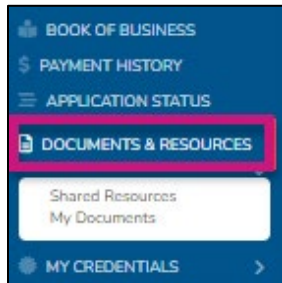 BOOK OF BUSINESS
$ PAYMENT HISTORY
APPLICATION STATUS
DOCUMENTS & RESOURCES
Shared Resources
My Documents
MY CREDENTIALS >